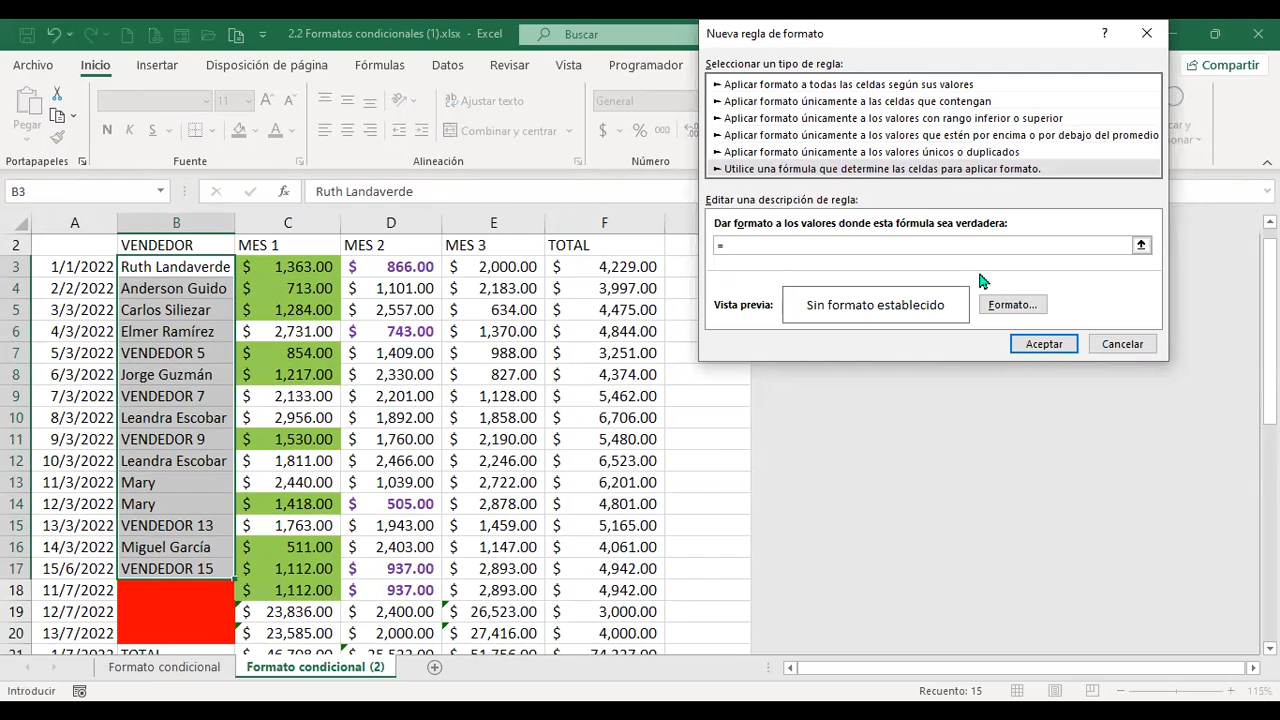 2.2 Formatos condicionales (1).xlsx - Excel
Buscar
Archivo Inicio Insertar Disposición de página Fórmulas Datos Revisar Vista Programador
Compartir
Pegar
11
Ajustar texto
General
N K S
Combinar y centrar
$ % 000
Portapapeles Fuente Alineación Número
B3
fx
Ruth Landaverde
Nueva regla de formato
?
Seleccionar un tipo de regla:
► Aplicar formato a todas las celdas según sus valores
► Aplicar formato únicamente a las celdas que contengan
► Aplicar formato únicamente a los valores con rango inferior o superior
► Aplicar formato únicamente a los valores que estén por encima o por debajo del promedio
► Aplicar formato únicamente a los valores únicos o duplicados
► Utilice una fórmula que determine las celdas para aplicar formato.
Editar una descripción de regla:
Dar formato a los valores donde esta fórmula sea verdadera:
=
Vista previa: Sin formato establecido Formato...
Aceptar Cancelar
A B C D E F
2 VENDEDOR MES 1 MES 2 MES 3 TOTAL
3 1/1/2022 Ruth Landaverde $ 1,363.00 $ 866.00 $ 2,000.00 $ 4,229.00
4 2/2/2022 Anderson Guido $ 713.00 $ 1,101.00 $ 2,183.00 $ 3,997.00
5 3/3/2022 Carlos Siliezar $ 1,284.00 $ 2,557.00 $ 634.00 $ 4,475.00
6 4/3/2022 Elmer Ramírez $ 2,731.00 $ 743.00 $ 1,370.00 $ 4,844.00
7 5/3/2022 VENDEDOR 5 $ 854.00 $ 1,409.00 $ 988.00 $ 3,251.00
8 6/3/2022 Jorge Guzmán $ 1,217.00 $ 2,330.00 $ 827.00 $ 4,374.00
9 7/3/2022 VENDEDOR 7 $ 2,133.00 $ 2,201.00 $ 1,128.00 $ 5,462.00
10 8/3/2022 Leandra Escobar $ 2,956.00 $ 1,892.00 $ 1,858.00 $ 6,706.00
11 9/3/2022 VENDEDOR 9 $ 1,530.00 $ 1,760.00 $ 2,190.00 $ 5,480.00
12 10/3/2022 Leandra Escobar $ 1,811.00 $ 2,466.00 $ 2,246.00 $ 6,523.00
13 11/3/2022 Mary $ 2,440.00 $ 1,039.00 $ 2,722.00 $ 6,201.00
14 12/3/2022 Mary $ 1,418.00 $ 505.00 $ 2,878.00 $ 4,801.00
15 13/3/2022 VENDEDOR 13 $ 1,763.00 $ 1,943.00 $ 1,459.00 $ 5,165.00
16 14/3/2022 Miguel García $ 511.00 $ 2,403.00 $ 1,147.00 $ 4,061.00
17 15/6/2022 VENDEDOR 15 $ 1,112.00 $ 937.00 $ 2,893.00 $ 4,942.00
18 11/7/2022 $ 1,112.00 $ 937.00 $ 2,893.00 $ 4,942.00
19 12/7/2022 $ 23,836.00 $ 2,400.00 $ 26,523.00 $ 3,000.00
20 13/7/2022 $ 23,585.00 $ 2,000.00 $ 27,416.00 $ 4,000.00
Formato condicional Formato condicional (2)
Introducir
Recuento: 15
115%